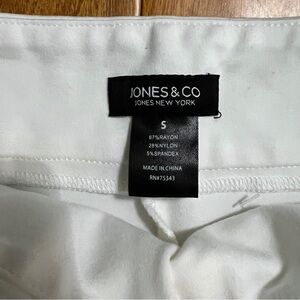 JONES & CO
JONES NEW YORK
S
67%RAYON
28%NYLON
5%SPANDEX
MADE IN CHINA
RN#75343